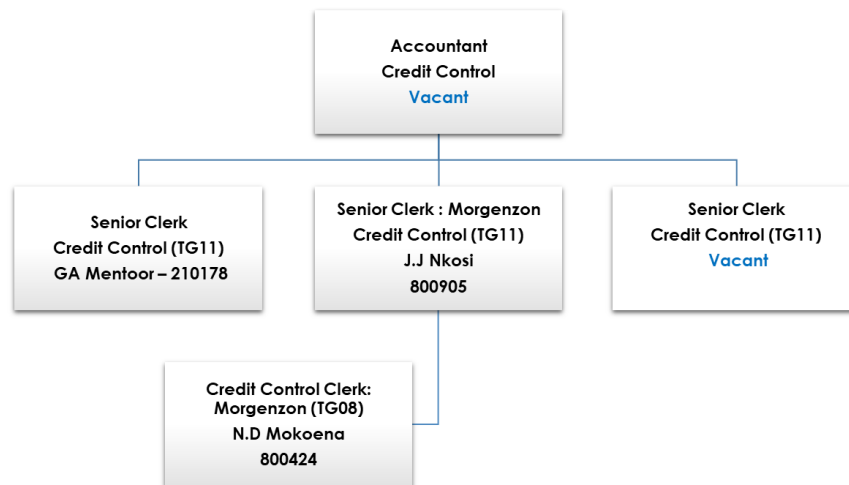 Accountant
Credit Control
Vacant
Senior Clerk
Credit Control (TG11)
GA Mentoor – 210178
Senior Clerk : Morgenzon
Credit Control (TG11)
J.J Nkosi
800905
Senior Clerk
Credit Control (TG11)
Vacant
Credit Control Clerk:
Morgenzon (TG08)
N.D Mokoena
800424